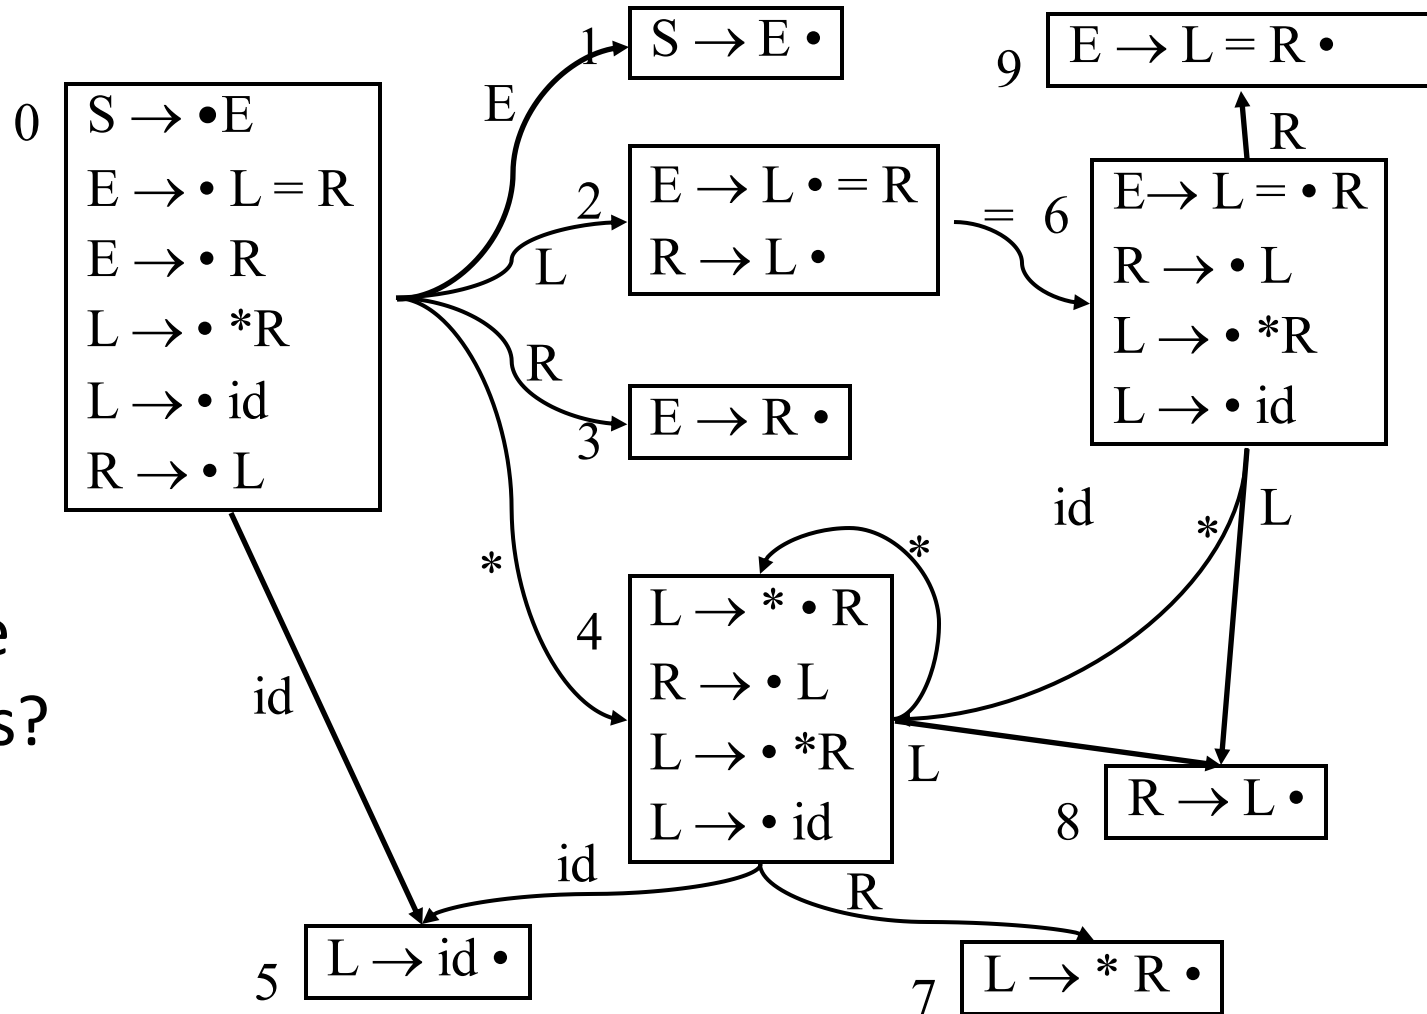 0
S → •E
E → • L = R
E → • R
L → • *R
L → • id
R → • L
E
1
S → E •
L
2
E → L • = R
R → L •
R
3
E → R •
*
4
L → * • R
R → • L
L → • *R
L → • id
*
id
5
L → id •
id
R
7
L → * R •
L
8
R → L •
= 6
E→ L = • R
R → • L
L → • *R
L → • id
R
9
E → L = R •
id
*
L
e
s?